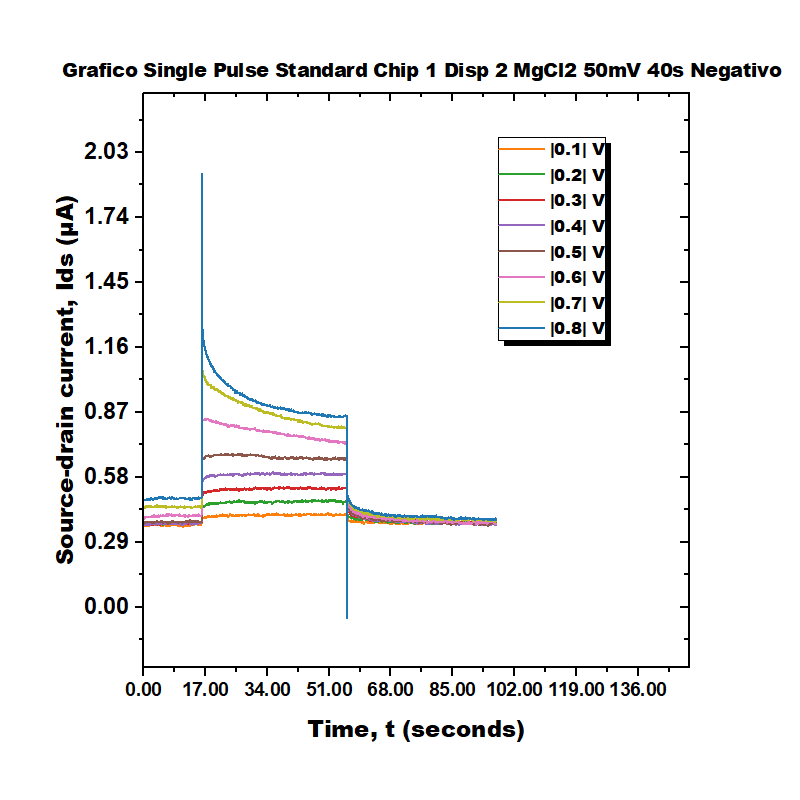 Grafico Single Pulse Standard Chip 1 Disp 2 MgCl2 50mV 40s Negativo
|0.1| V
|0.2| V
|0.3| V
|0.4| V
|0.5| V
|0.6| V
|0.7| V
|0.8| V
2.03
1.74
1.45
1.16
0.87
0.58
0.29
0.00
Source-drain current, Ids (µA)
0.00 17.00 34.00 51.00 68.00 85.00 102.00 119.00 136.00
Time, t (seconds)